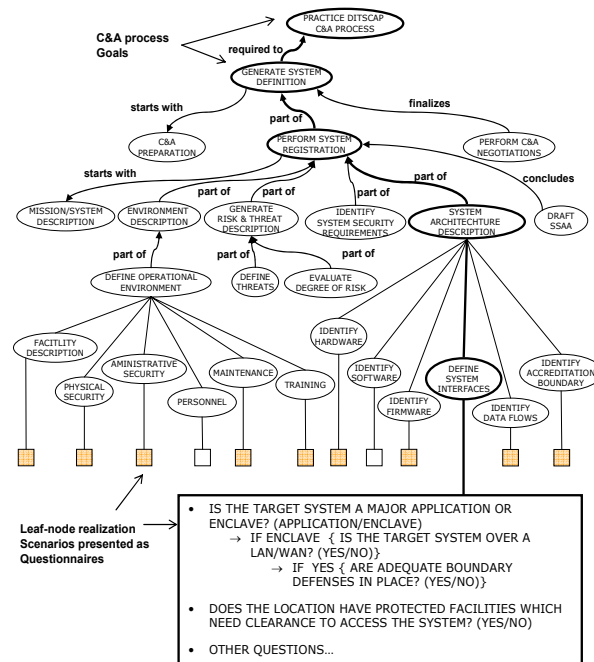 PRACTICE DITSCAP
C&A PROCESS
C&A process
Goals
required to
GENERATE SYSTEM
DEFINITION
starts with
part of
finalizes
C&A
PREPARATION
PERFORM SYSTEM
REGISTRATION
PERFORM C&A
NEGOTIATIONS
starts with
part of
part of
part of
part of
concludes
MISSION/SYSTEM
DESCRIPTION
ENVIRONMENT
DESCRIPTION
GENERATE
RISK & THREAT
DESCRIPTION
IDENTIFY
SYSTEM SECURITY
REQUIREMENTS
SYSTEM
ARCHITECHTURE
DESCRIPTION
DRAFT
SSAA
part of
part of
part of
DEFINE OPERATIONAL
ENVIRONMENT
DEFINE
THREATS
EVALUATE
DEGREE OF RISK
FACITLITY
DESCRIPTION
PHYSICAL
SECURITY
AMINISTRATIVE
SECURITY
PERSONNEL
MAINTENANCE
TRAINING
IDENTIFY
HARDWARE
IDENTIFY
SOFTWARE
IDENTIFY
FIRMWARE
DEFINE
SYSTEM
INTERFACES
IDENTIFY
DATA FLOWS
IDENTIFY
ACCREDITATION
BOUNDARY
Leaf-node realization
Scenarios presented as
Questionnaires
• IS THE TARGET SYSTEM A MAJOR APPLICATION OR
ENCLAVE? (APPLICATION/ENCLAVE)
→ IF ENCLAVE { IS THE TARGET SYSTEM OVER A
LAN/WAN? (YES/NO)}
→ IF YES { ARE ADEQUATE BOUNDARY
DEFENSES IN PLACE? (YES/NO)}
• DOES THE LOCATION HAVE PROTECTED FACILITIES WHICH
NEED CLEARANCE TO ACCESS THE SYSTEM? (YES/NO)
• OTHER QUESTIONS…